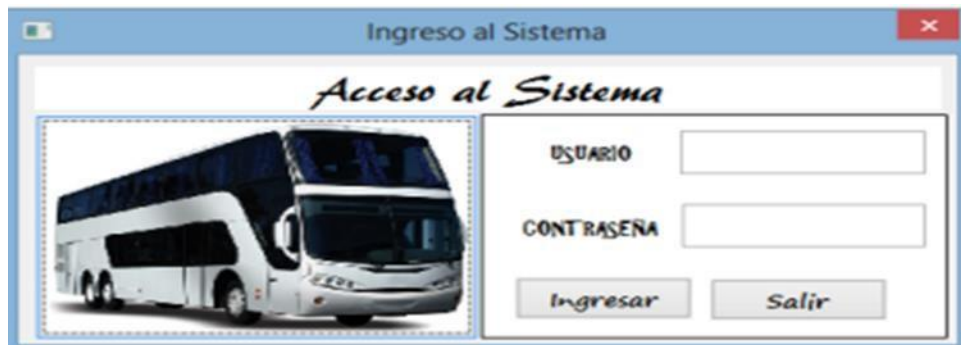 Ingreso al Sistema
Acceso al Sistema
USUARIO
CONTRASEÑA
Ingresar Salir